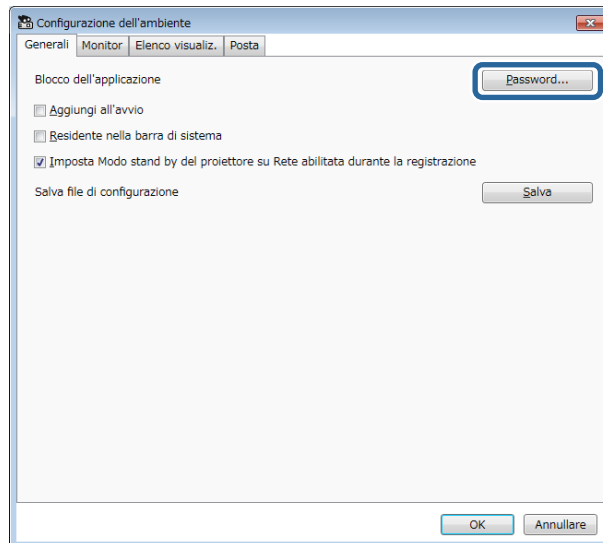 Configurazione dell'ambiente
Generali Monitor Elenco visualiz. Posta
Blocco dell'applicazione Password...
Aggiungi all'avvio
Residente nella barra di sistema
Imposta Modo stand by del proiettore su Rete abilitata durante la registrazione
Salva file di configurazione Salva
OK Annullare